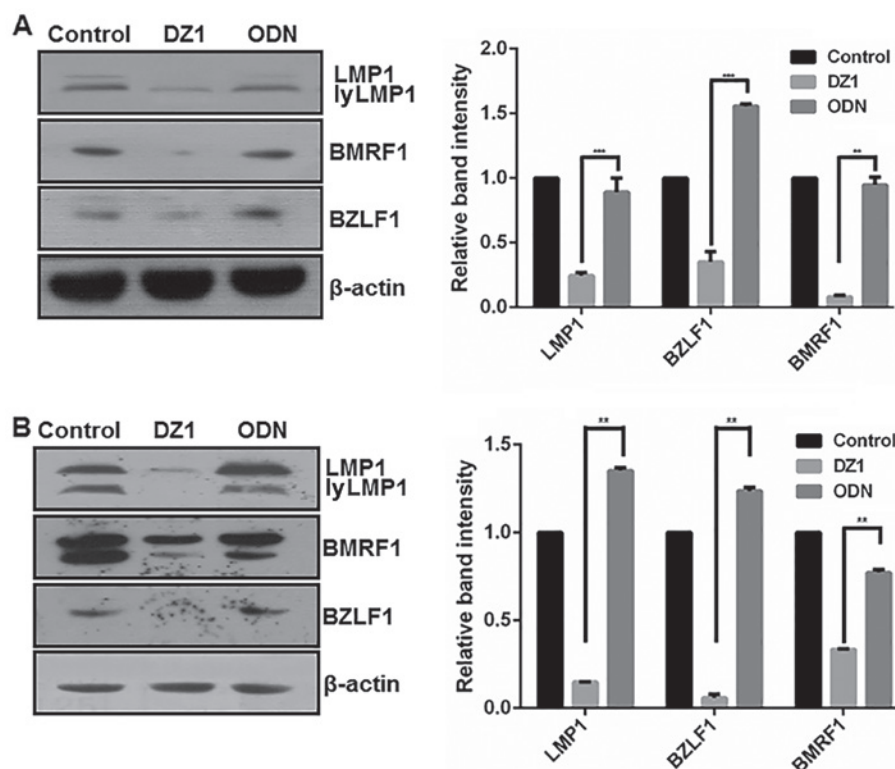 A
Control DZ1 ODN
LMP1
lyLMP1
BMRF1
BZLF1
β-actin
Relative band intensity
2.0
1.5
1.0
0.5
0.0
***
***
**
Control
DZ1
ODN
LMP1
BZLF1
BMRF1
B
Control DZ1 ODN
LMP1
lyLMP1
BMRF1
BZLF1
β-actin
Relative band intensity
1.5
1.0
0.5
0.0
**
**
**
Control
DZ1
ODN
LMP1
BZLF1
BMRF1